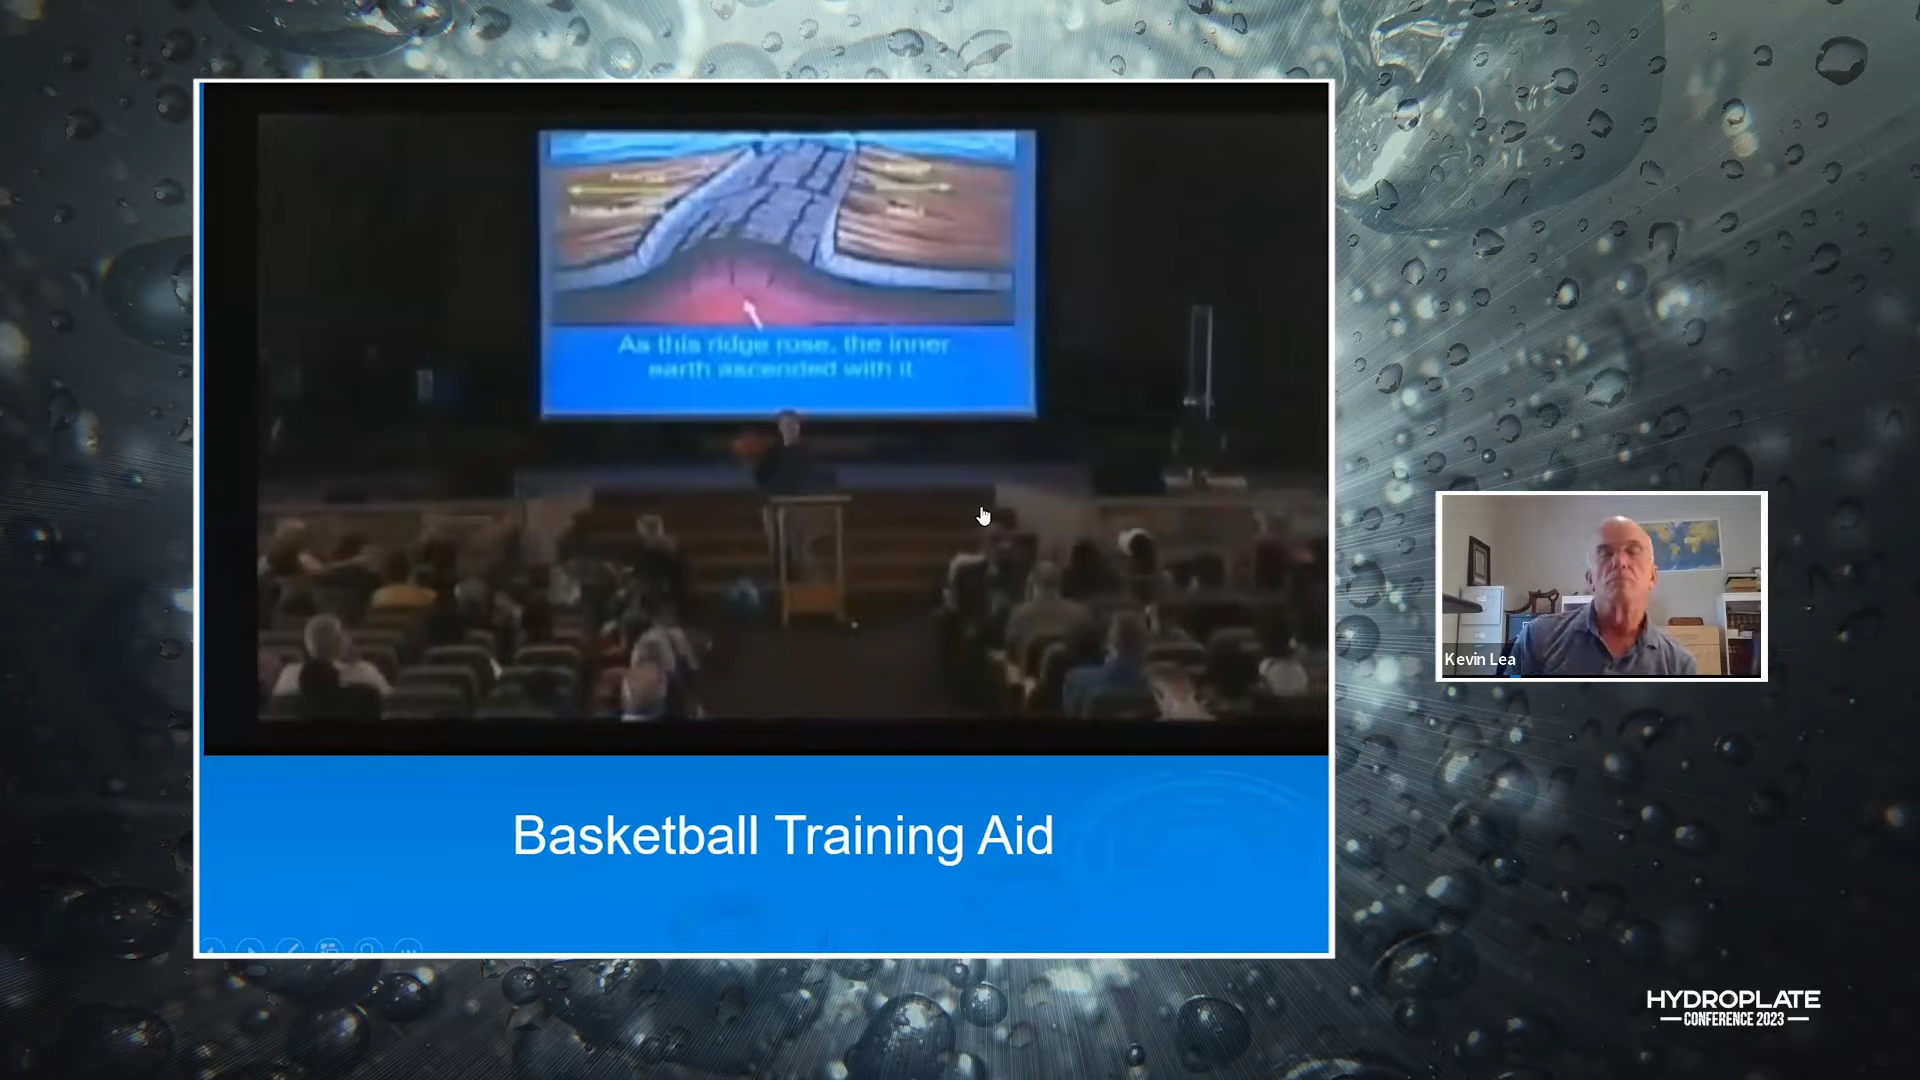 As this ridge rose, the inner
earth ascended with it
Basketball Training Aid
Kevin Lea
HYDROPLATE
CONFERENCE 2023